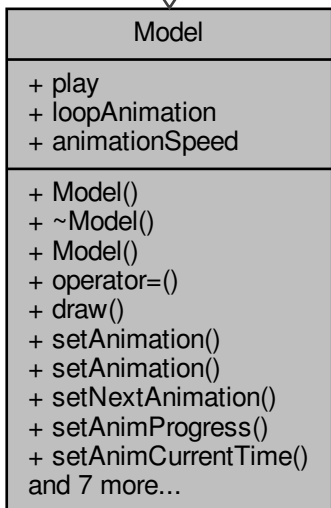 Model
+ play
+ loopAnimation
+ animationSpeed
+ Model()
+ ~Model()
+ Model()
+ operator=()
+ draw()
+ setAnimation()
+ setAnimation()
+ setNextAnimation()
+ setAnimProgress()
+ setAnimCurrentTime()
and 7 more...